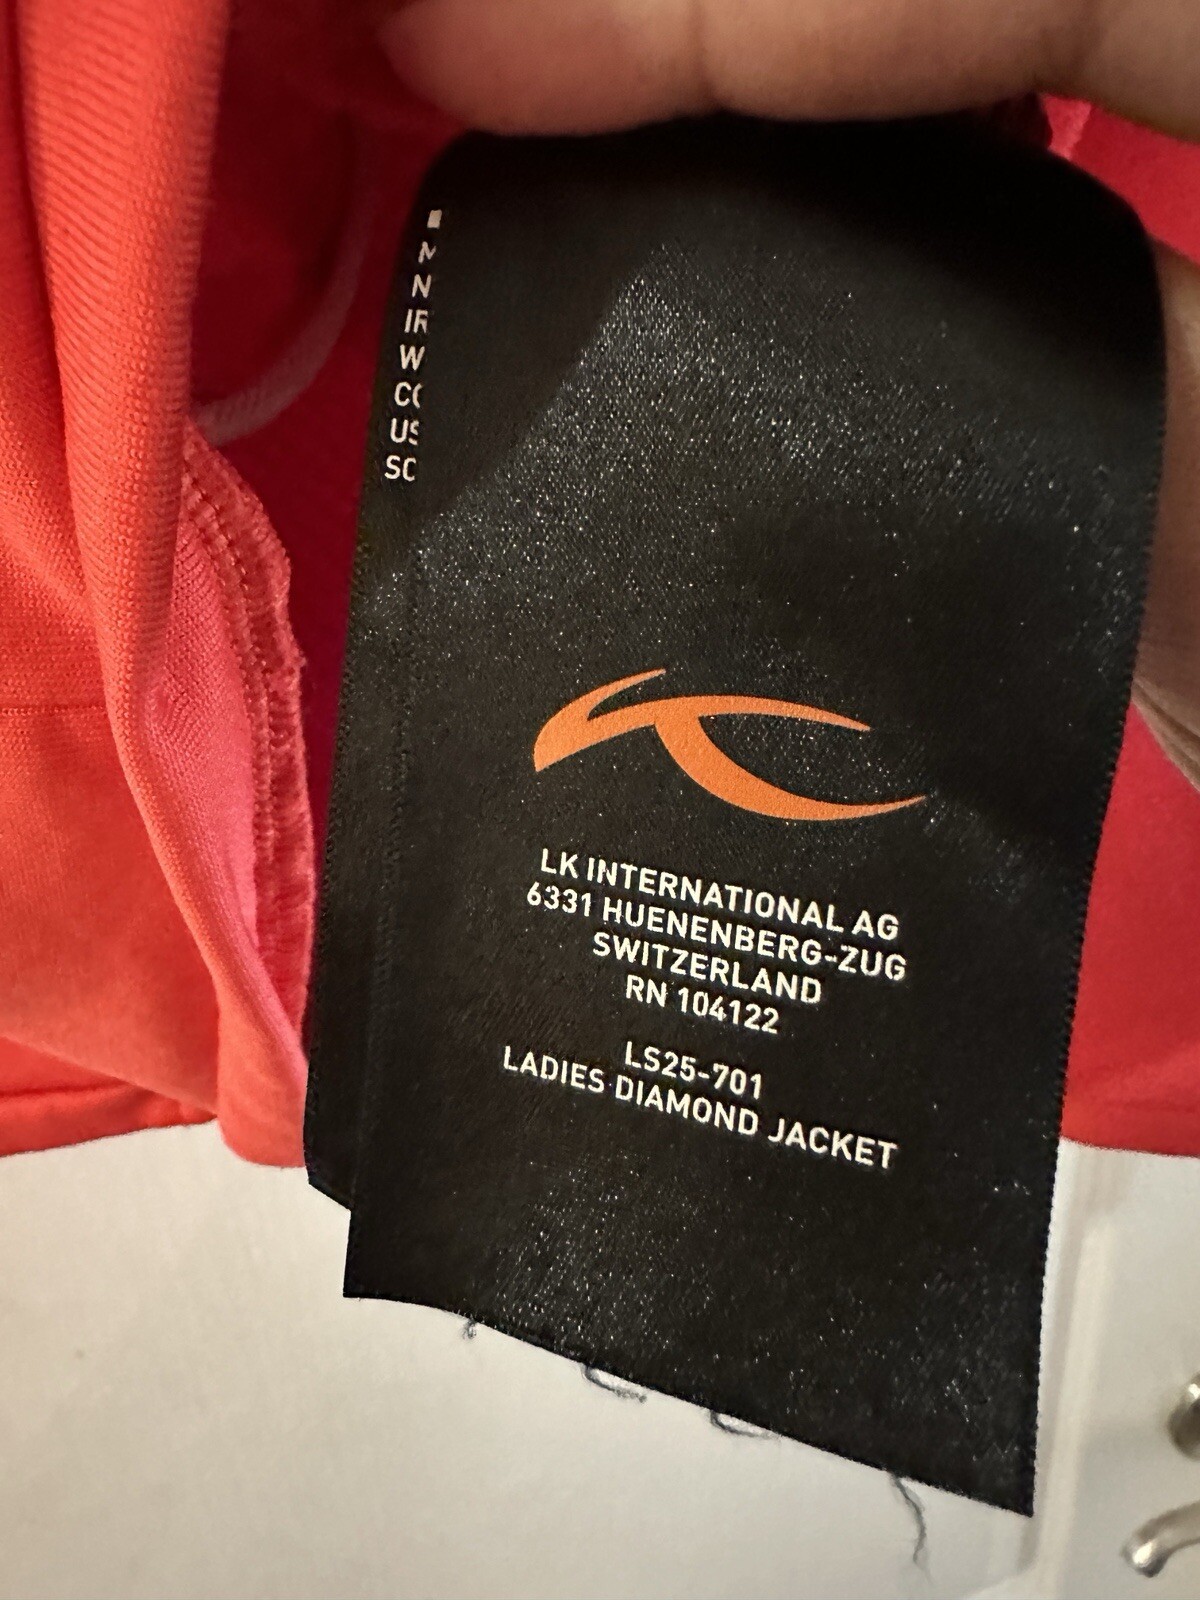 LK INTERNATIONAL AG
6331 HUENENBERG-ZUG
SWITZERLAND
RN 104122
LS25-701
LADIES DIAMOND JACKET